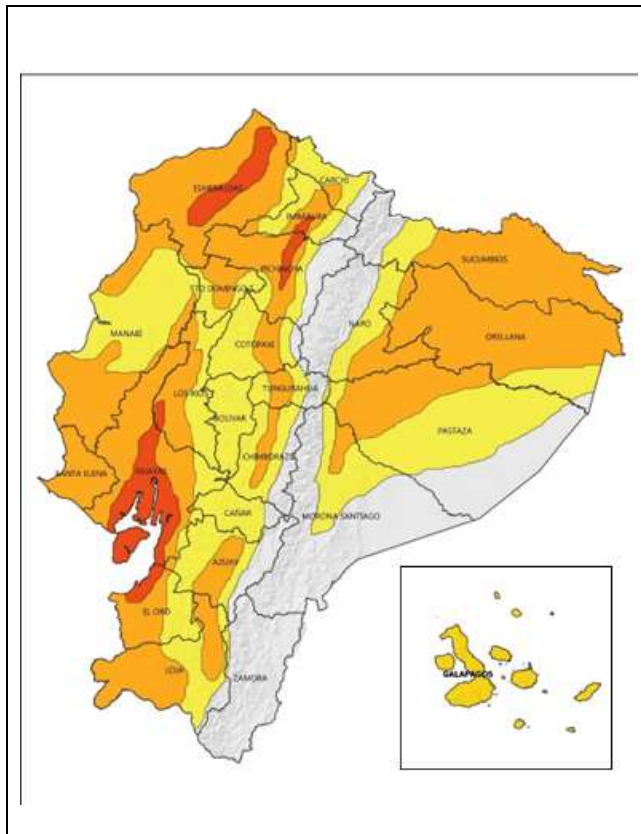 CARCHI
ESMERALDAS
IMBABURA
SUCUMBIOS
PICHINCHA
STO DOMINGO
NAPO
MANABI
COTOPAXI
ORELLANA
LOS RIOS
TUNGURAHUA
BOLIVAR
PASTAZA
CHIMBORAZO
SANTA ELENA
GUAYAS
CAÑAR
MORONA SANTIAGO
AZUAY
EL ORO
LOJA
ZAMORA
GALAPAGOS